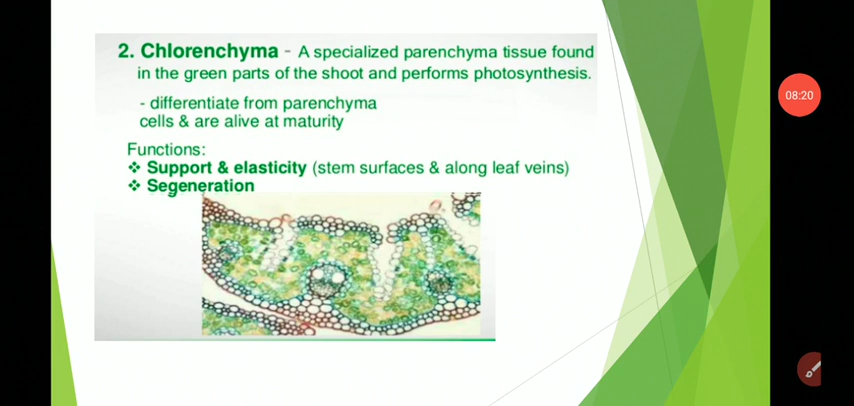 2. Chlorenchyma - A specialized parenchyma tissue found
in the green parts of the shoot and performs photosynthesis.
- differentiate from parenchyma
cells & are alive at maturity
Functions:
❖ Support & elasticity (stem surfaces & along leaf veins)
❖ Segeneration
08:20